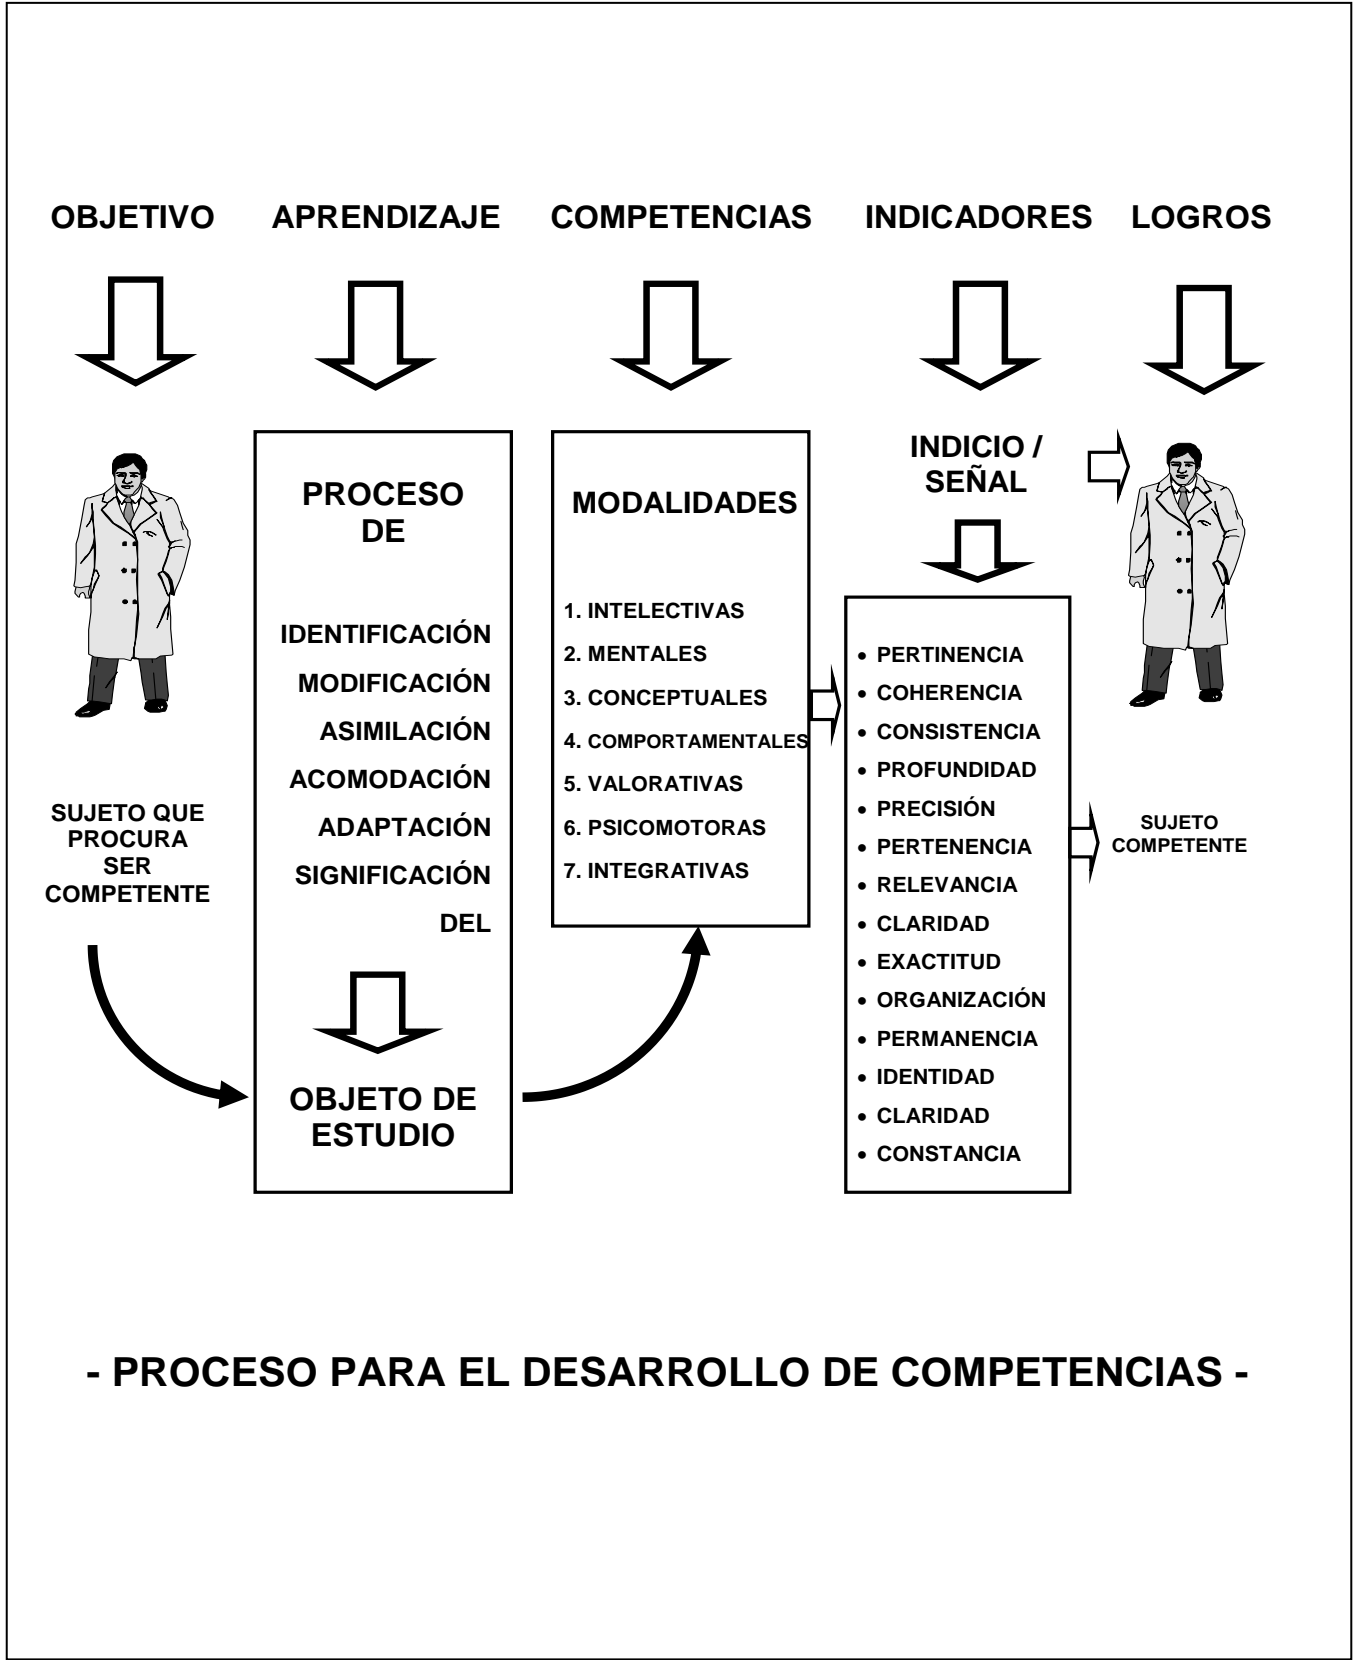 OBJETIVO APRENDIZAJE COMPETENCIAS INDICADORES LOGROS
SUJETO QUE
PROCURA
SER
COMPETENTE
PROCESO
DE
IDENTIFICACIÓN
MODIFICACIÓN
ASIMILACIÓN
ACOMODACIÓN
ADAPTACIÓN
SIGNIFICACIÓN
DEL
OBJETO DE
ESTUDIO
MODALIDADES
1. INTELECTIVAS
2. MENTALES
3. CONCEPTUALES
4. COMPORTAMENTALES
5. VALORATIVAS
6. PSICOMOTORAS
7. INTEGRATIVAS
INDICIO /
SEÑAL
• PERTINENCIA
• COHERENCIA
• CONSISTENCIA
• PROFUNDIDAD
• PRECISIÓN
• PERTENENCIA
• RELEVANCIA
• CLARIDAD
• EXACTITUD
• ORGANIZACIÓN
• PERMANENCIA
• IDENTIDAD
• CLARIDAD
• CONSTANCIA
SUJETO
COMPETENTE
- PROCESO PARA EL DESARROLLO DE COMPETENCIAS -